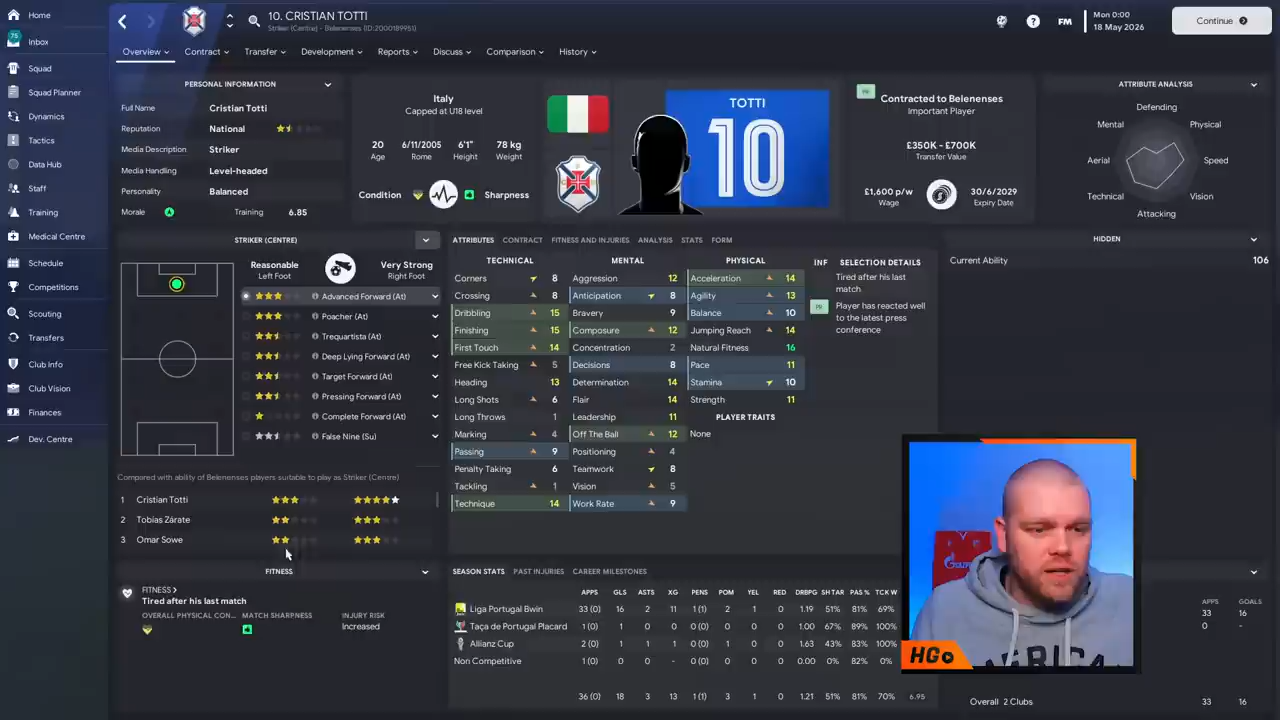 Home
75
Inbox
Squad
Squad Planner
Dynamics
Tactics
Data Hub
Staff
Training
Medical Centre
Schedule
Competitions
Scouting
Transfers
Club Info
Club Vision
Finances
Dev. Centre
10. CRISTIAN TOTTI
Striker (Centre) - Belenenses (ID:2000189951)
FM
Mon 0:00
18 May 2026
Continue
Overview
Contract
Transfer
Development
Reports
Discuss
Comparison
History
PERSONAL INFORMATION
Full Name Cristian Totti
Reputation National
Media Description Striker
Media Handling Level-headed
Personality Balanced
Morale Training 6.85
Italy
Capped at U18 level
20 6/11/2005 6'1" 78 kg
Age Rome Height Weight
Condition Sharpness
TOTTI
10
PR
Contracted to Belenenses
Important Player
£350K - £700K
Transfer Value
£1,600 p/w 30/6/2029
Wage Expiry Date
ATTRIBUTE ANALYSIS
Defending
Mental Physical
Aerial Speed
Technical Vision
Attacking
STRIKER (CENTRE)
Reasonable Very Strong
Left Foot Right Foot
Advanced Forward (At)
Poacher (At)
Trequartista (At)
Deep Lying Forward (At)
Target Forward (At)
Pressing Forward (At)
Complete Forward (At)
False Nine (Su)
Compared with ability of Belenenses players suitable to play as Striker (Centre)
1 Cristian Totti
2 Tobías Zárate
3 Omar Sowe
ATTRIBUTES CONTRACT FITNESS AND INJURIES ANALYSIS STATS FORM
TECHNICAL MENTAL PHYSICAL
Corners 8 Aggression 12 Acceleration 14
Crossing 8 Anticipation 8 Agility 13
Dribbling 15 Bravery 9 Balance 10
Finishing 15 Composure 12 Jumping Reach 14
First Touch 14 Concentration 2 Natural Fitness 16
Free Kick Taking 5 Decisions 8 Pace 11
Heading 13 Determination 14 Stamina 10
Long Shots 6 Flair 14 Strength 11
Long Throws 1 Leadership 11 PLAYER TRAITS
Marking 4 Off The Ball 12 None
Passing 9 Positioning 4
Penalty Taking 6 Teamwork 8
Tackling 1 Vision 5
Technique 14 Work Rate 9
INF SELECTION DETAILS
Tired after his last
match.
PR Player has reacted well
to the latest press
conference
HIDDEN
Current Ability 106
FITNESS
FITNESS
Tired after his last match
OVERALL PHYSICAL CON... MATCH SHARPNESS INJURY RISK
Increased
SEASON STATS PAST INJURIES CAREER MILESTONES
APPS GLS ASTS XG PENS POM YEL RED DRBPG SH TAR PAS % TCK W
Liga Portugal Bwin 33 (0) 16 2 11 1 (1) 2 1 0 1.19 51% 81% 69%
Taça de Portugal Placard 1 (0) 1 0 0 0 (0) 0 0 0 1.00 67% 89% 100%
Allianz Cup 2 (0) 1 1 1 0 (0) 1 0 0 1.63 43% 83% 100%
Non Competitive 1 (0) 0 0 - 0 (0) 0 0 0 0.00 0% 82% 0%
36 (0) 18 3 13 1 (1) 3 1 0 1.21 51% 81% 70% 6.95
APPS GOALS
33 16
0 -
Overall 2 Clubs 33 16
HGO